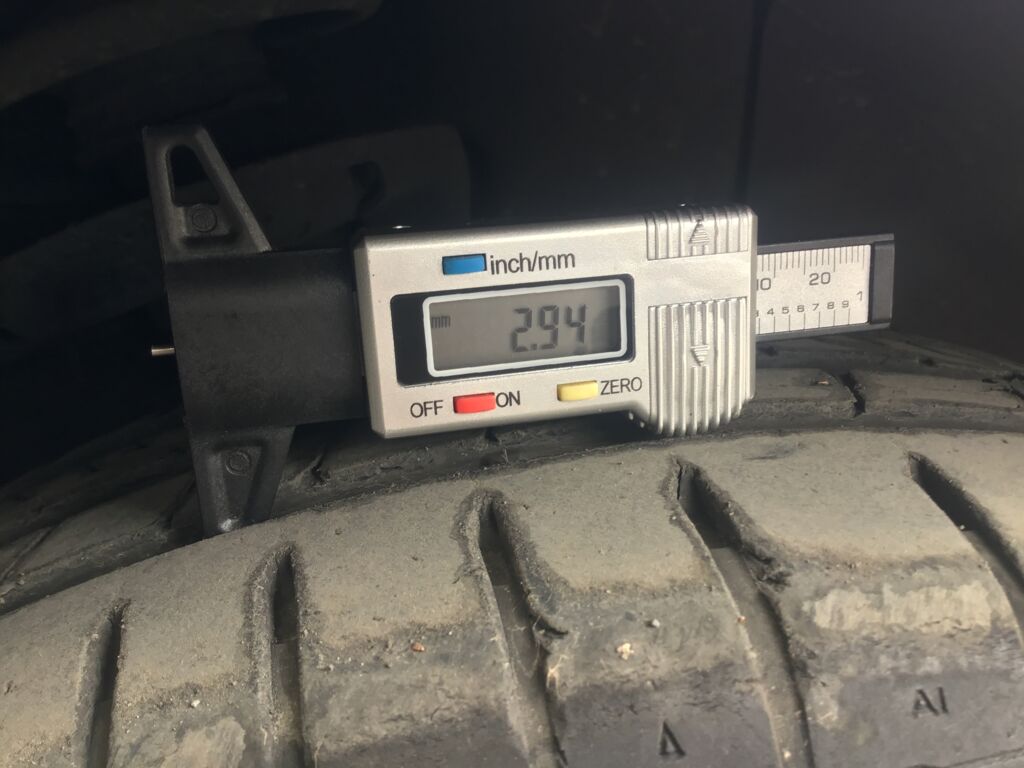 inch/mm
mm 2.94
OFF ON
ZERO
20
4 5 6 7 8 9 1
Δ
AI